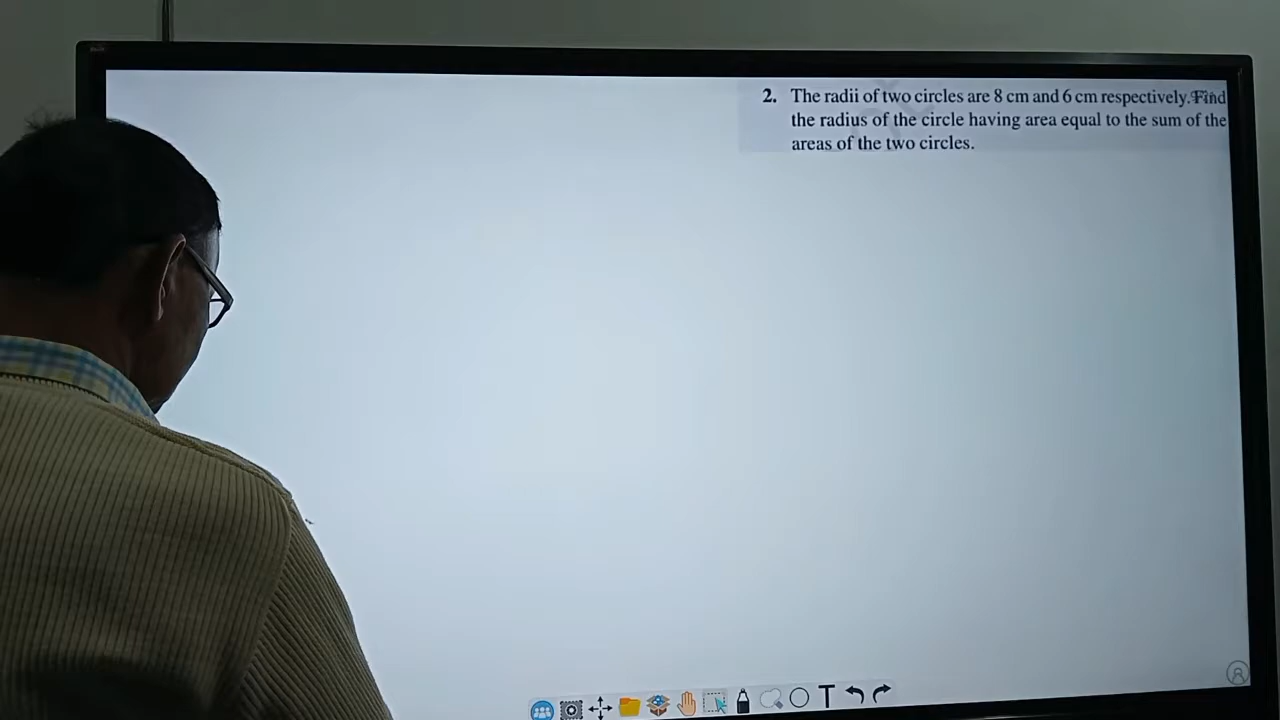 2. The radii of two circles are 8 cm and 6 cm respectively. Find
the radius of the circle having area equal to the sum of the
areas of the two circles.
T